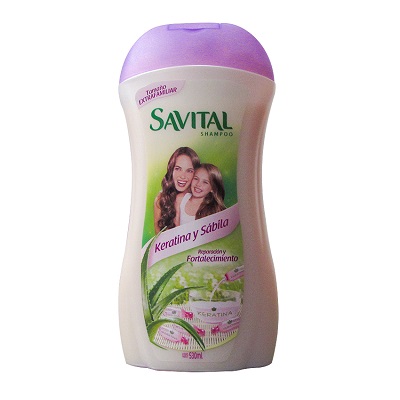 Tamaño
EXTRAFAMILIAR
SAVITAL
SHAMPOO
Keratina y Sábila
Reparación y
Fortalecimiento
KERATINA
530mL